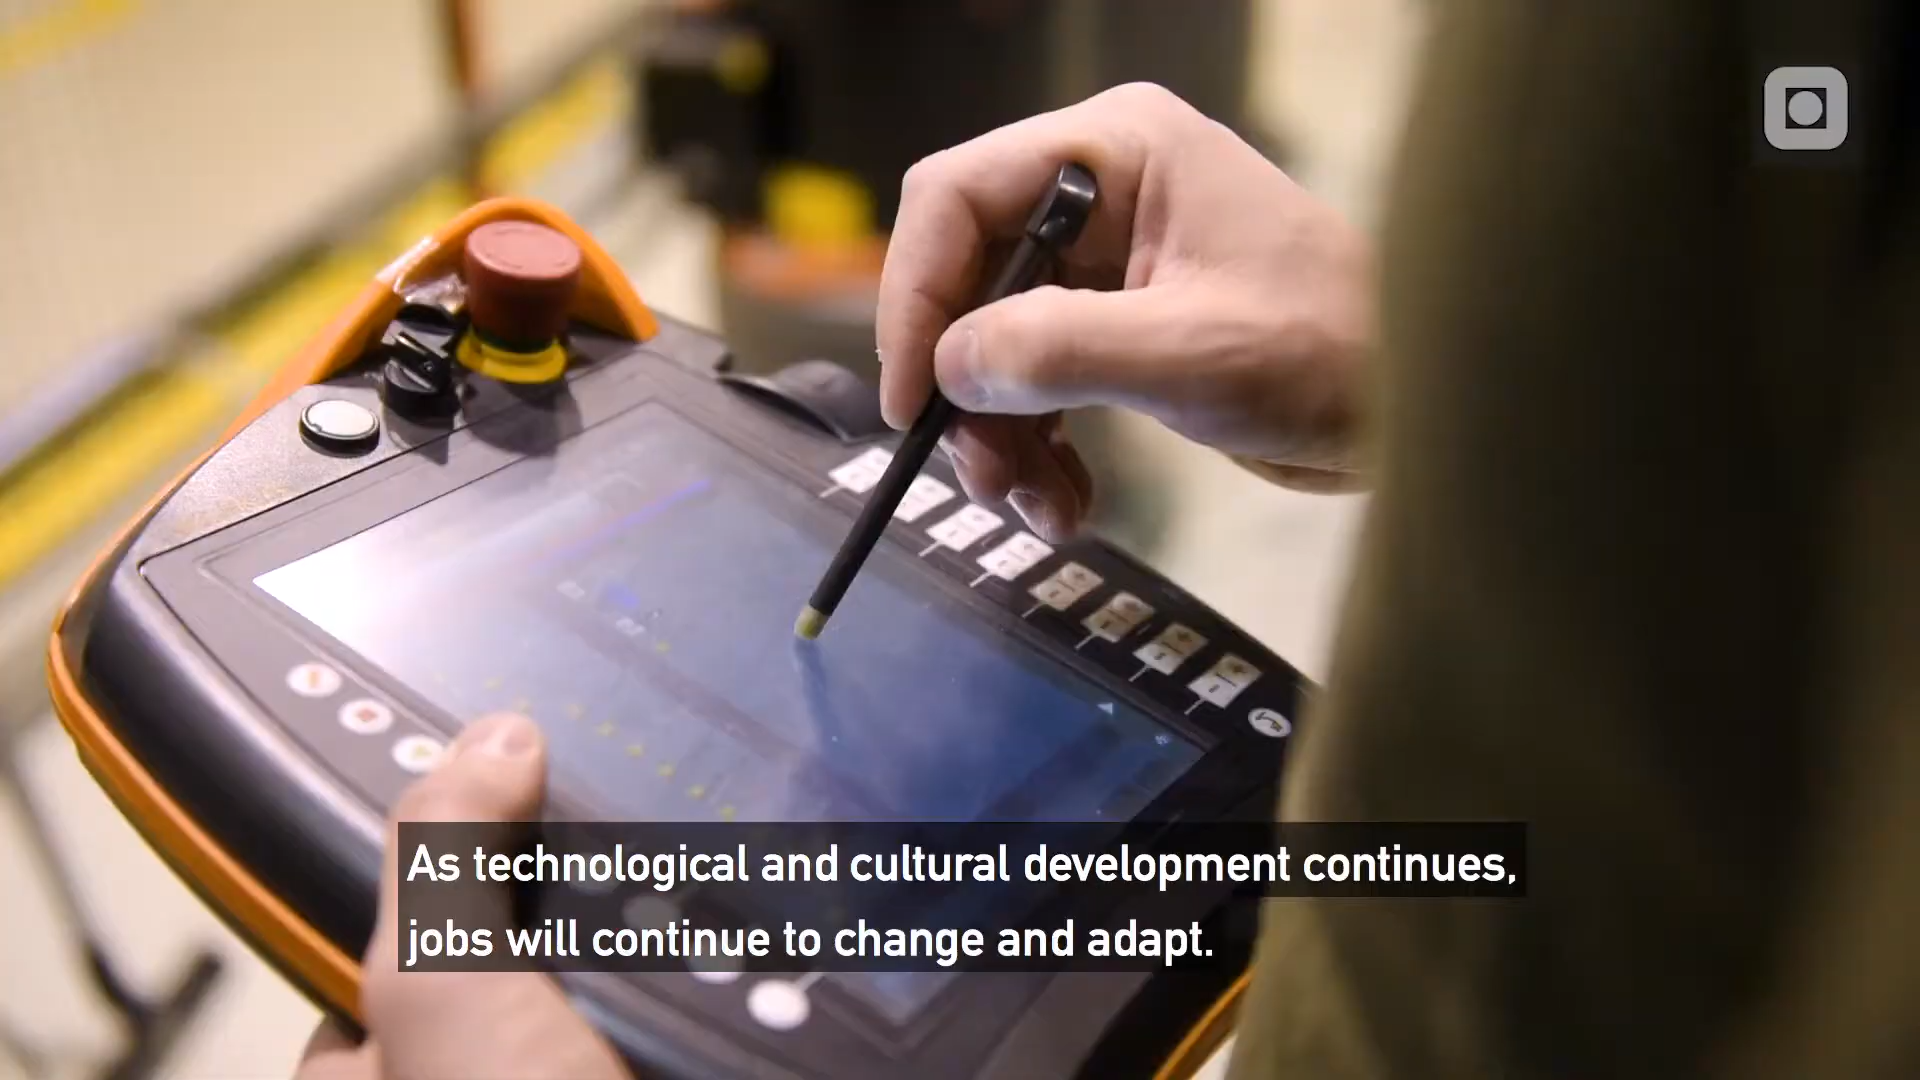 As technological and cultural development continues,
jobs will continue to change and adapt.